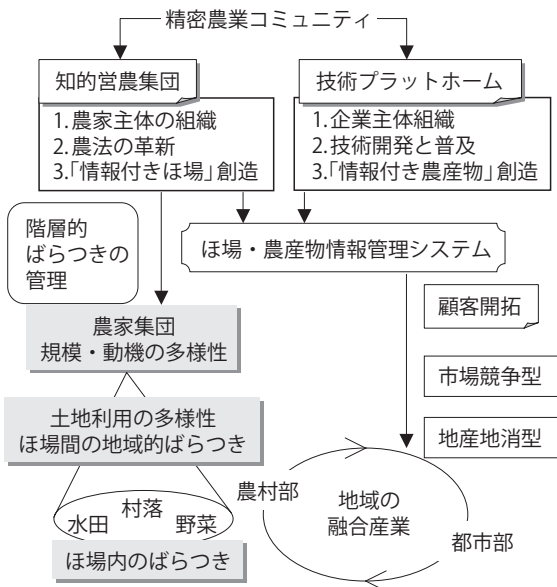 精密農業コミュニティ
知的営農集団
1.農家主体の組織
2.農法の革新
3.「情報付きほ場」創造
技術プラットホーム
1.企業主体組織
2.技術開発と普及
3.「情報付き農産物」創造
階層的
ばらつきの
管理
ほ場・農産物情報管理システム
農家集団
規模・動機の多様性
顧客開拓
市場競争型
地産地消型
土地利用の多様性
ほ場間の地域的ばらつき
村落
水田
野菜
ほ場内のばらつき
農村部
地域の
融合産業
都市部